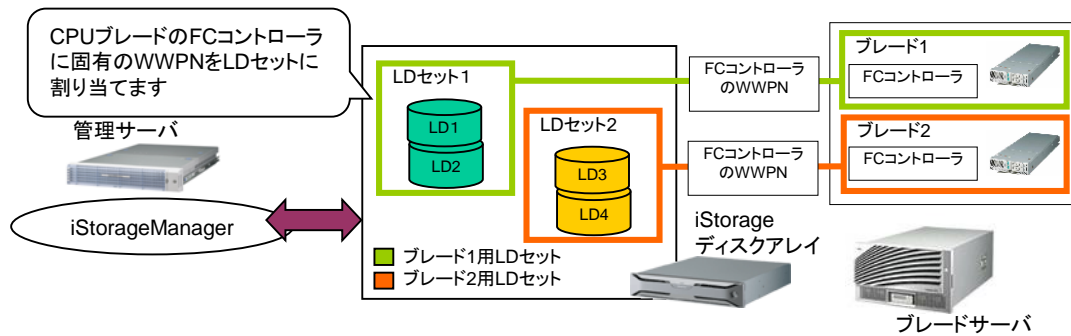 CPUブレードのFCコントローラ
に固有のWWPNをLDセットに
割り当てます
管理サーバ
iStorageManager
LDセット1
LD1
LD2
LDセット2
LD3
LD4
ブレード1用LDセット
ブレード2用LDセット
FCコントローラ
のWWPN
FCコントローラ
のWWPN
ブレード1
FCコントローラ
ブレード2
FCコントローラ
iStorage
ディスクアレイ
ブレードサーバ